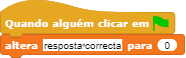 Quando alguém clicar em
altera resposta correcta para 0